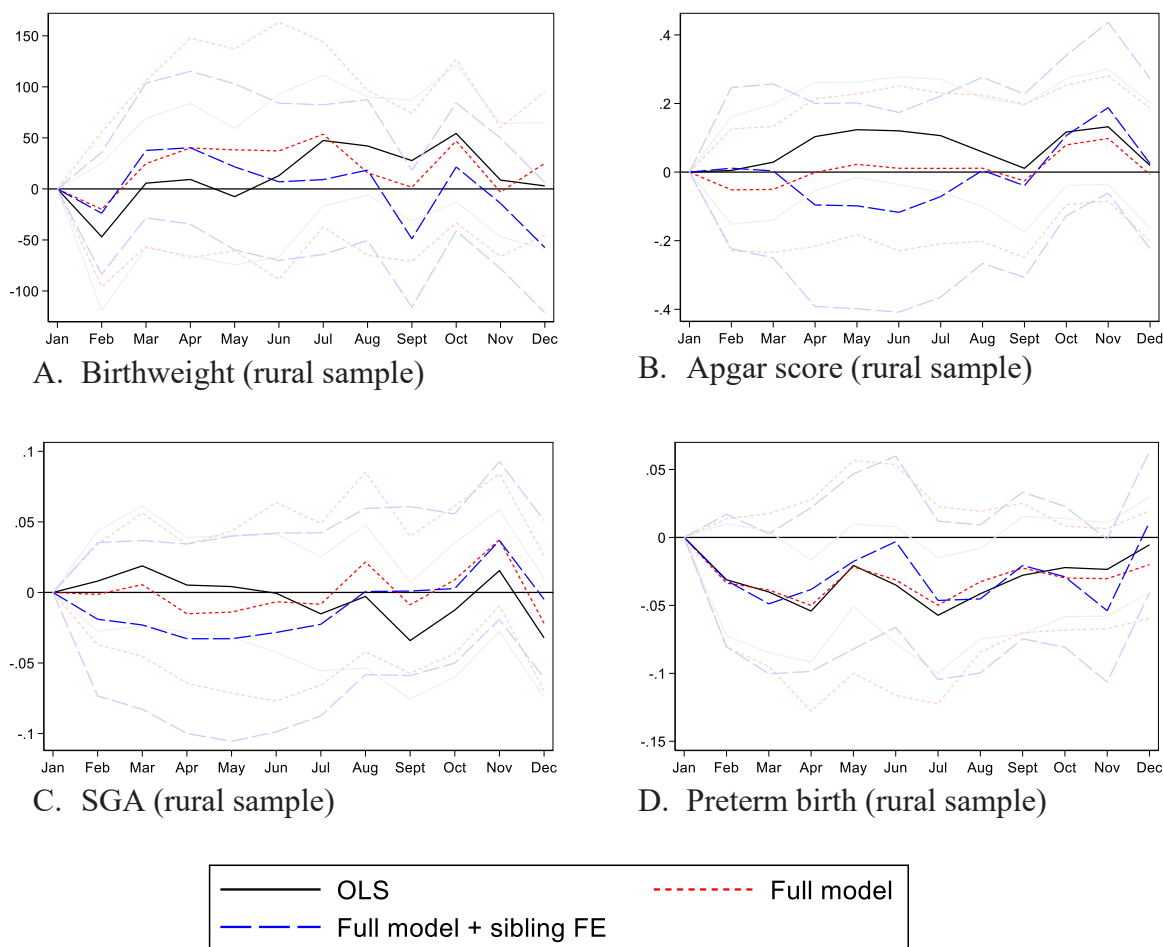 150
100
50
0
-50
-100
Jan Feb Mar Apr May Jun Jul Aug Sept Oct Nov Dec
A. Birthweight (rural sample)
.4
.2
0
-.2
-.4
Jan Feb Mar Apr May Jun Jul Aug Sept Oct Nov Ded
B. Apgar score (rural sample)
.1
.05
0
-.05
-.1
Jan Feb Mar Apr May Jun Jul Aug Sept Oct Nov Dec
C. SGA (rural sample)
.05
0
-.05
-.1
-.15
Jan Feb Mar Apr May Jun Jul Aug Sept Oct Nov Dec
D. Preterm birth (rural sample)
OLS Full model
Full model + sibling FE